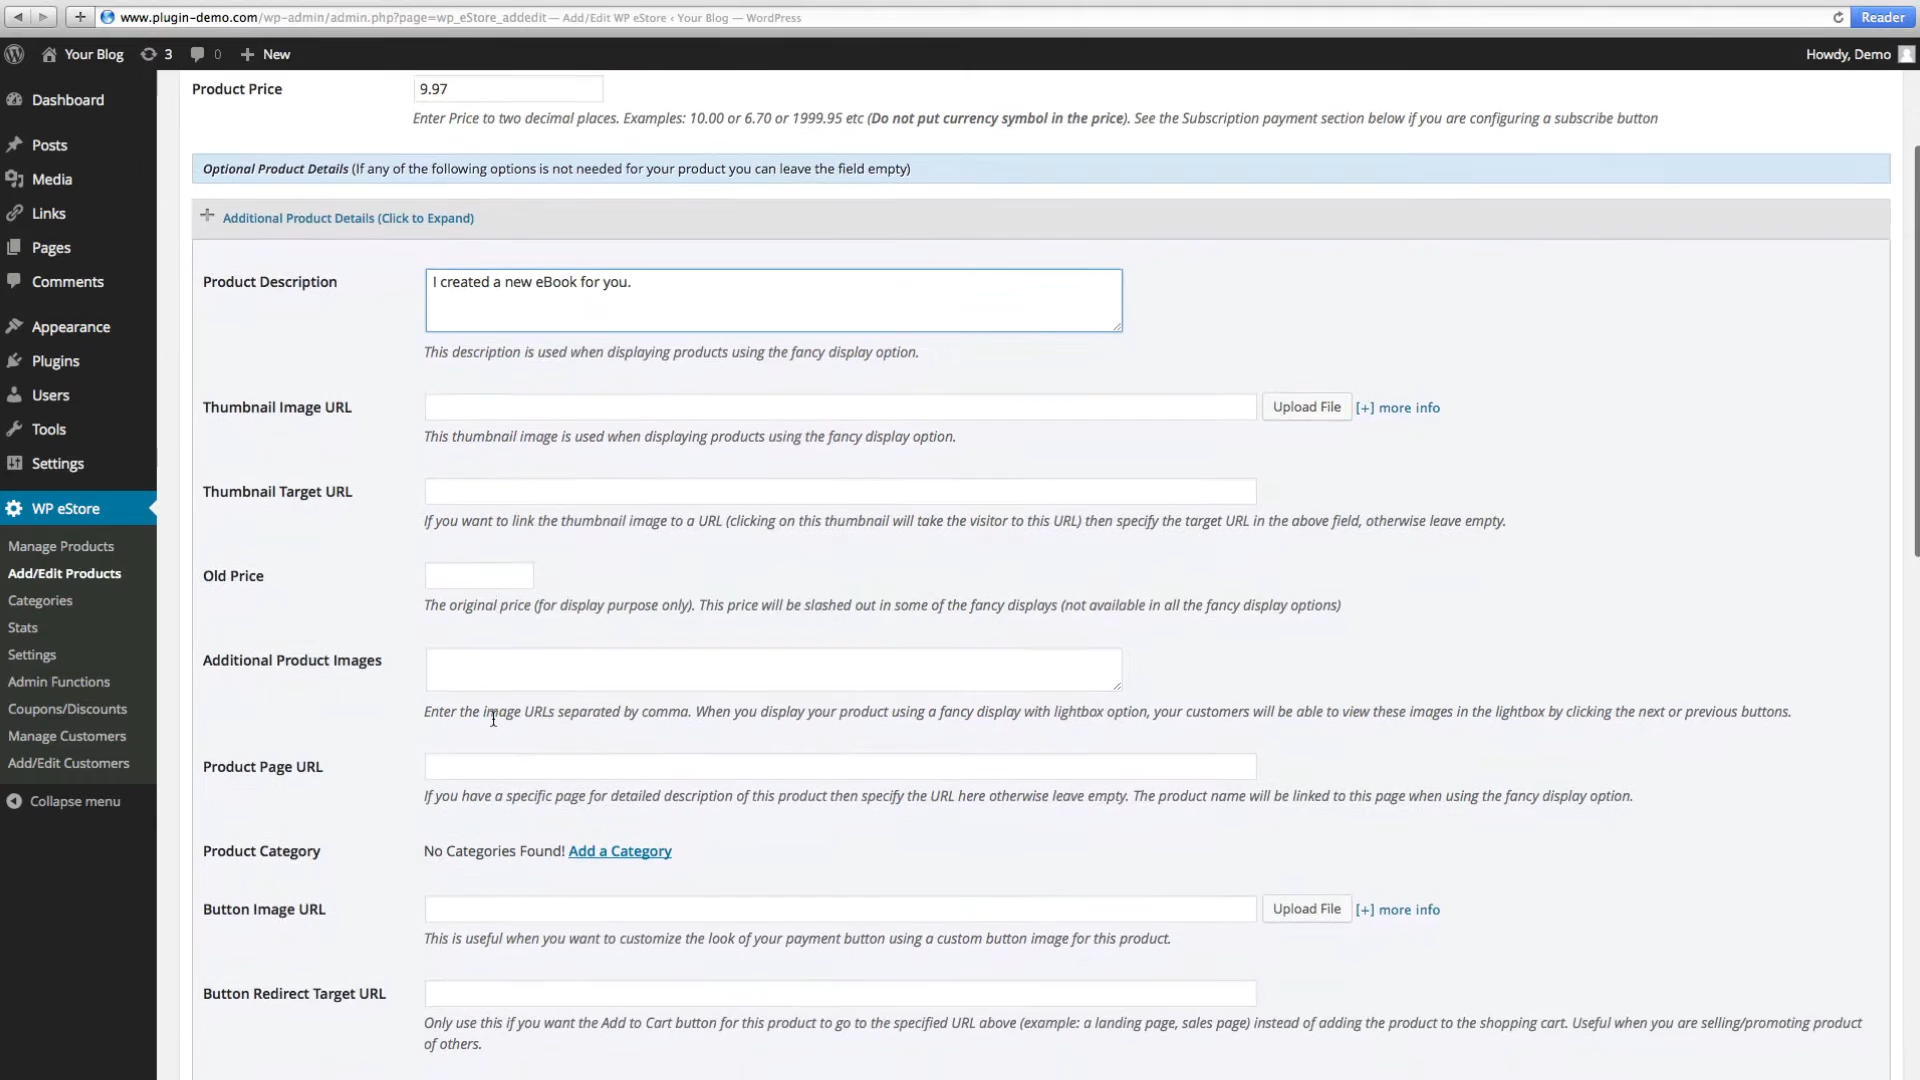 www.plugin-demo.com/wp-admin/admin.php?page=wp_eStore_addedit — Add/Edit WP eStore ‹ Your Blog — WordPress
Reader
Your Blog 3 0 New
Howdy, Demo
Dashboard
Posts
Media
Links
Pages
Comments
Appearance
Plugins
Users
Tools
Settings
WP eStore
Manage Products
Add/Edit Products
Categories
Stats
Settings
Admin Functions
Coupons/Discounts
Manage Customers
Add/Edit Customers
Collapse menu
Product Price
9.97
Enter Price to two decimal places. Examples: 10.00 or 6.70 or 1999.95 etc (Do not put currency symbol in the price). See the Subscription payment section below if you are configuring a subscribe button
Optional Product Details (If any of the following options is not needed for your product you can leave the field empty)
Additional Product Details (Click to Expand)
Product Description
I created a new eBook for you.
This description is used when displaying products using the fancy display option.
Thumbnail Image URL
Upload File [+] more info
This thumbnail image is used when displaying products using the fancy display option.
Thumbnail Target URL
If you want to link the thumbnail image to a URL (clicking on this thumbnail will take the visitor to this URL) then specify the target URL in the above field, otherwise leave empty.
Old Price
The original price (for display purpose only). This price will be slashed out in some of the fancy displays (not available in all the fancy display options)
Additional Product Images
Enter the image URLs separated by comma. When you display your product using a fancy display with lightbox option, your customers will be able to view these images in the lightbox by clicking the next or previous buttons.
Product Page URL
If you have a specific page for detailed description of this product then specify the URL here otherwise leave empty. The product name will be linked to this page when using the fancy display option.
Product Category
No Categories Found! Add a Category
Button Image URL
Upload File [+] more info
This is useful when you want to customize the look of your payment button using a custom button image for this product.
Button Redirect Target URL
Only use this if you want the Add to Cart button for this product to go to the specified URL above (example: a landing page, sales page) instead of adding the product to the shopping cart. Useful when you are selling/promoting product
of others.